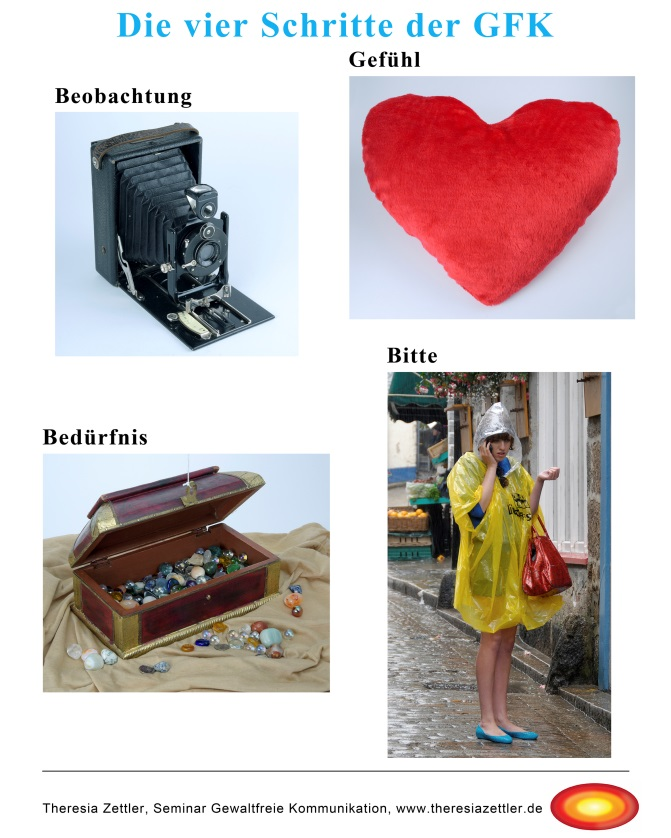 Die vier Schritte der GFK
Gefühl
Beobachtung
Bitte
Bedürfnis
Theresia Zettler, Seminar Gewaltfreie Kommunikation, www.theresiazettler.de